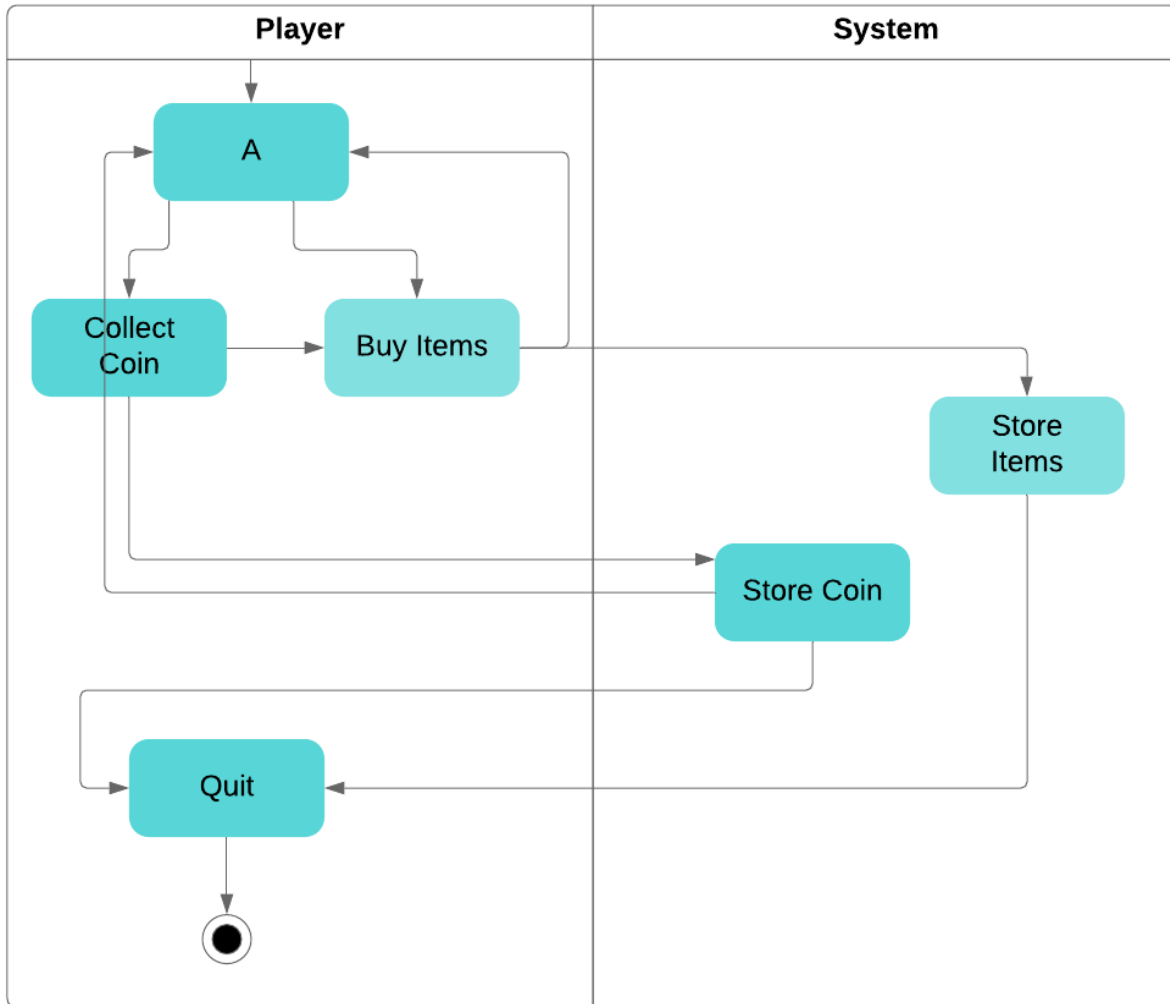 Player
System
A
Collect
Coin
Buy Items
Store
Items
Store Coin
Quit